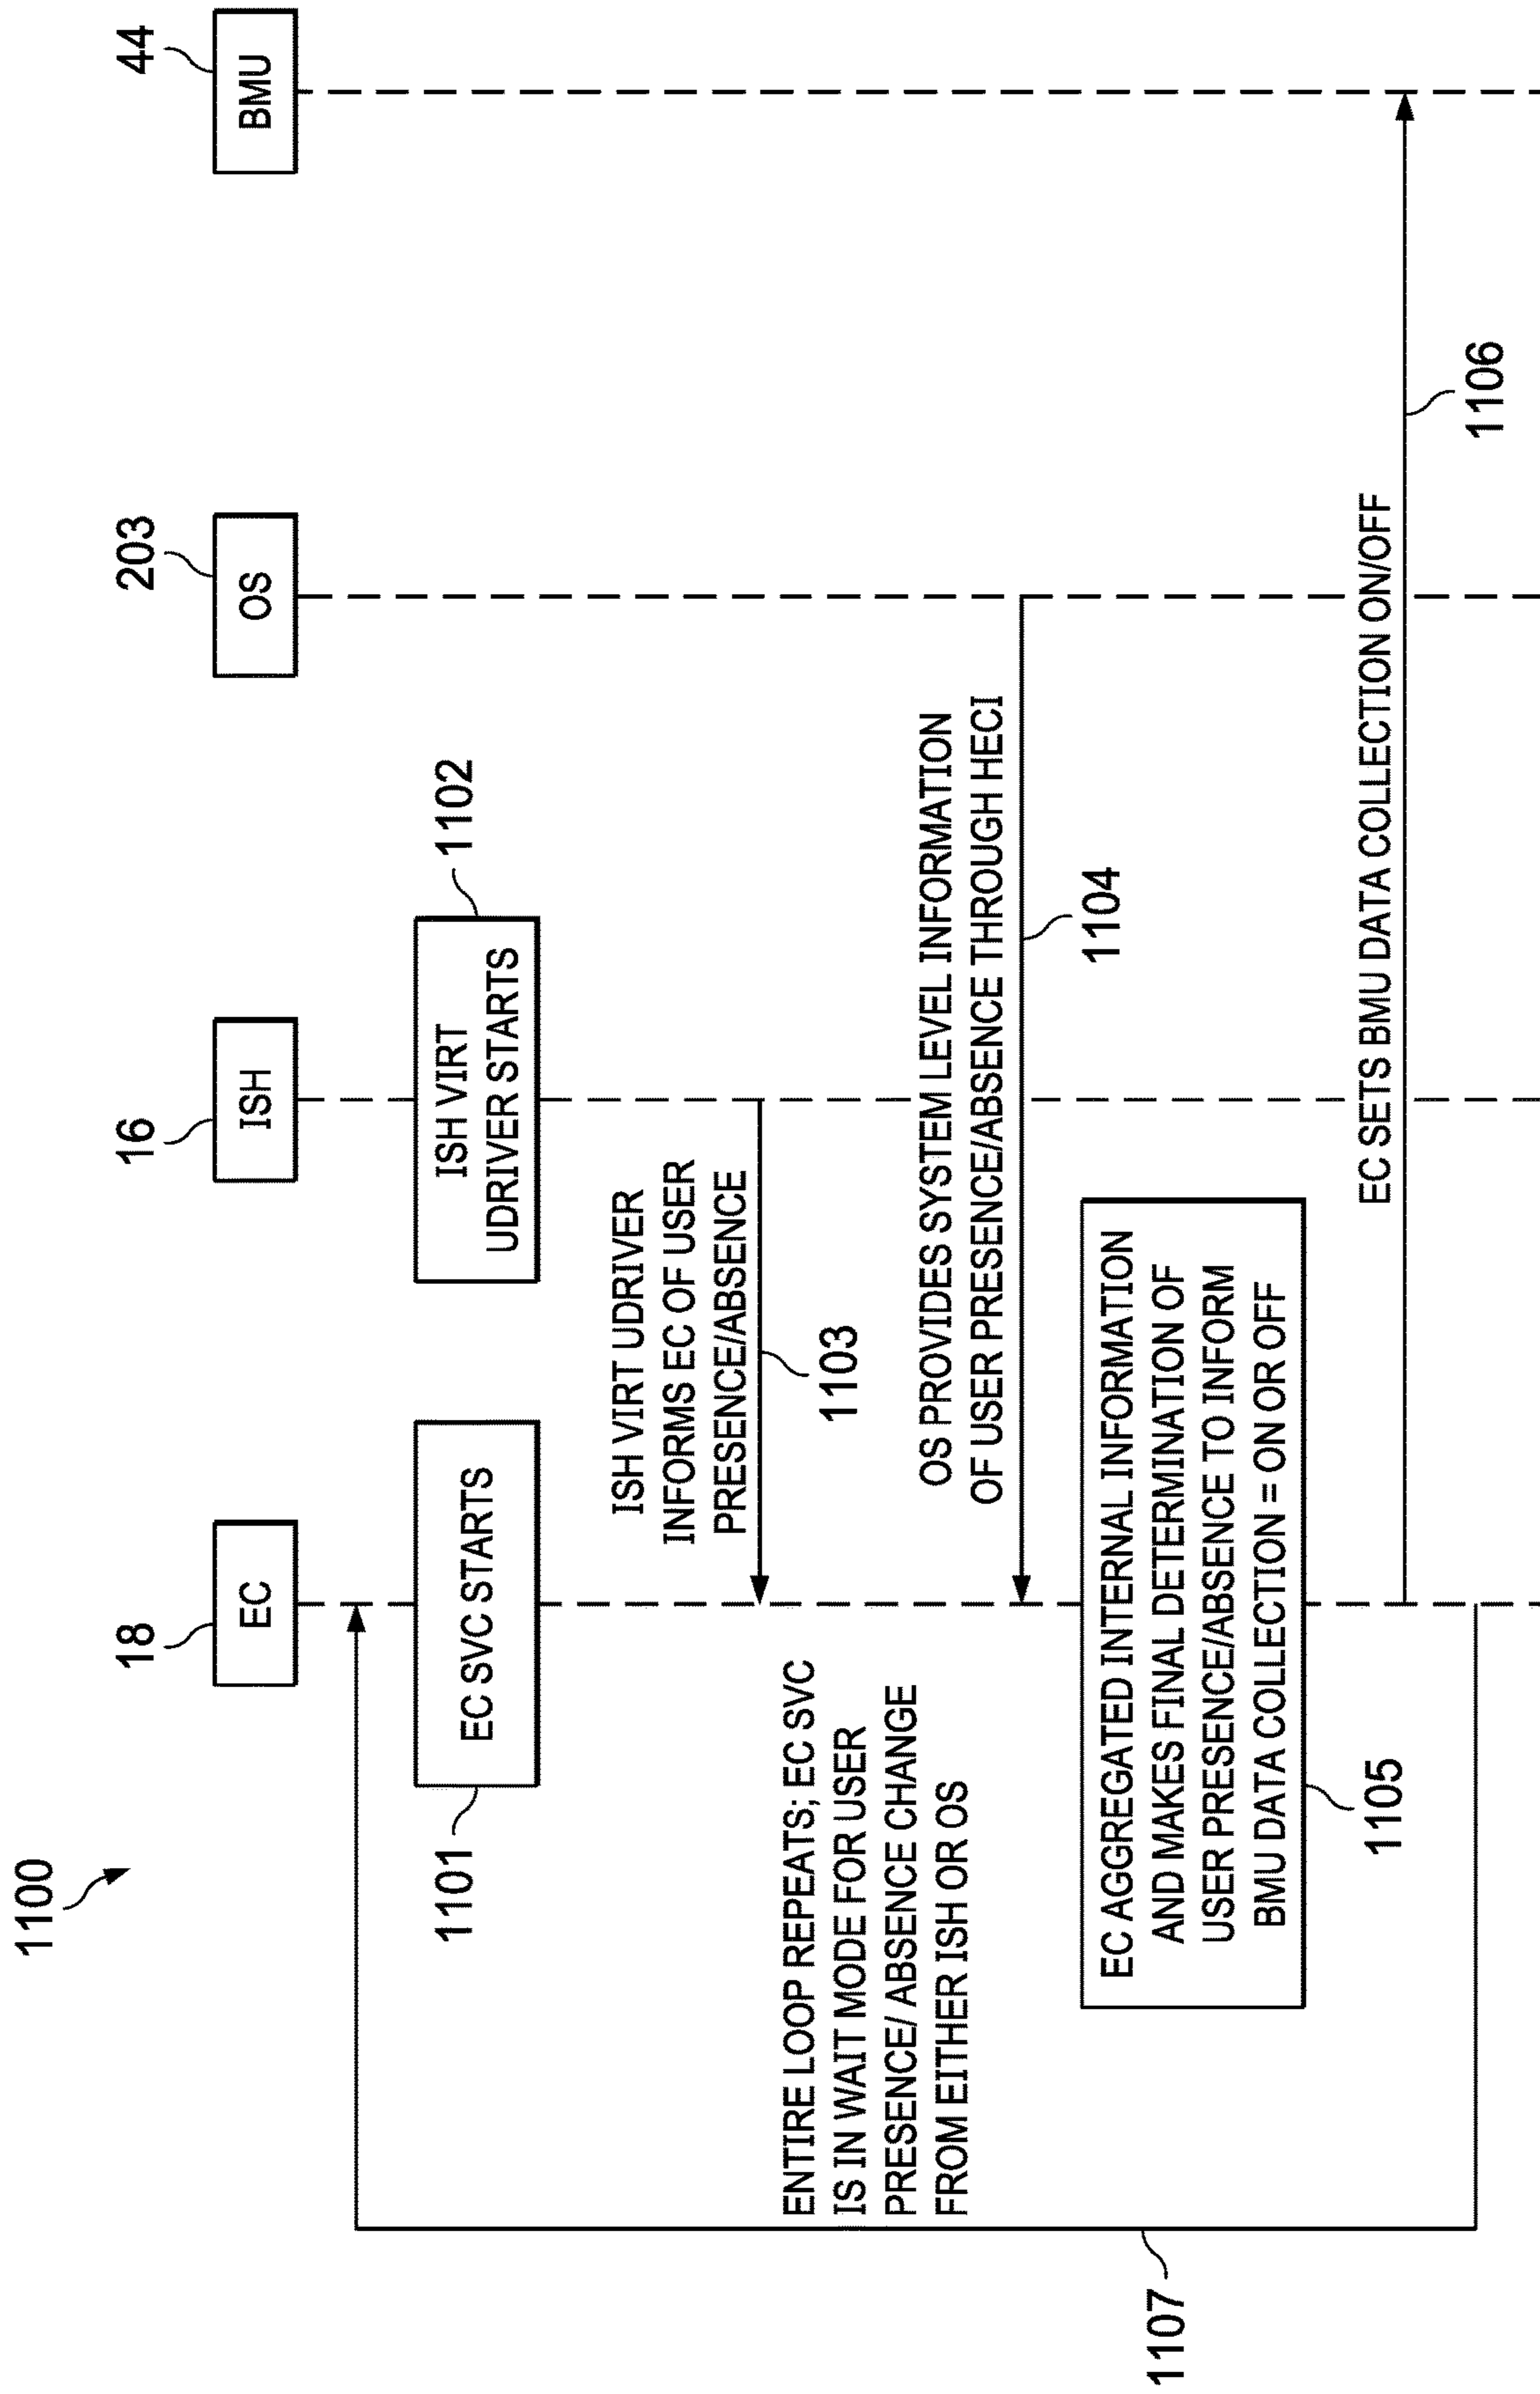 1100
18
EC
16
ISH
203
OS
44
BMU
1101
EC SVC STARTS
ISH VIRT
UDRIVER STARTS
1102
ISH VIRT UDRIVER
INFORMS EC OF USER
PRESENCE/ABSENCE
1103
ENTIRE LOOP REPEATS; EC SVC
IS IN WAIT MODE FOR USER
PRESENCE/ ABSENCE CHANGE
FROM EITHER ISH OR OS
OS PROVIDES SYSTEM LEVEL INFORMATION
OF USER PRESENCE/ABSENCE THROUGH HECI
1104
EC AGGREGATED INTERNAL INFORMATION
AND MAKES FINAL DETERMINATION OF
USER PRESENCE/ABSENCE TO INFORM
BMU DATA COLLECTION = ON OR OFF
1105
EC SETS BMU DATA COLLECTION ON/OFF
1106
1107